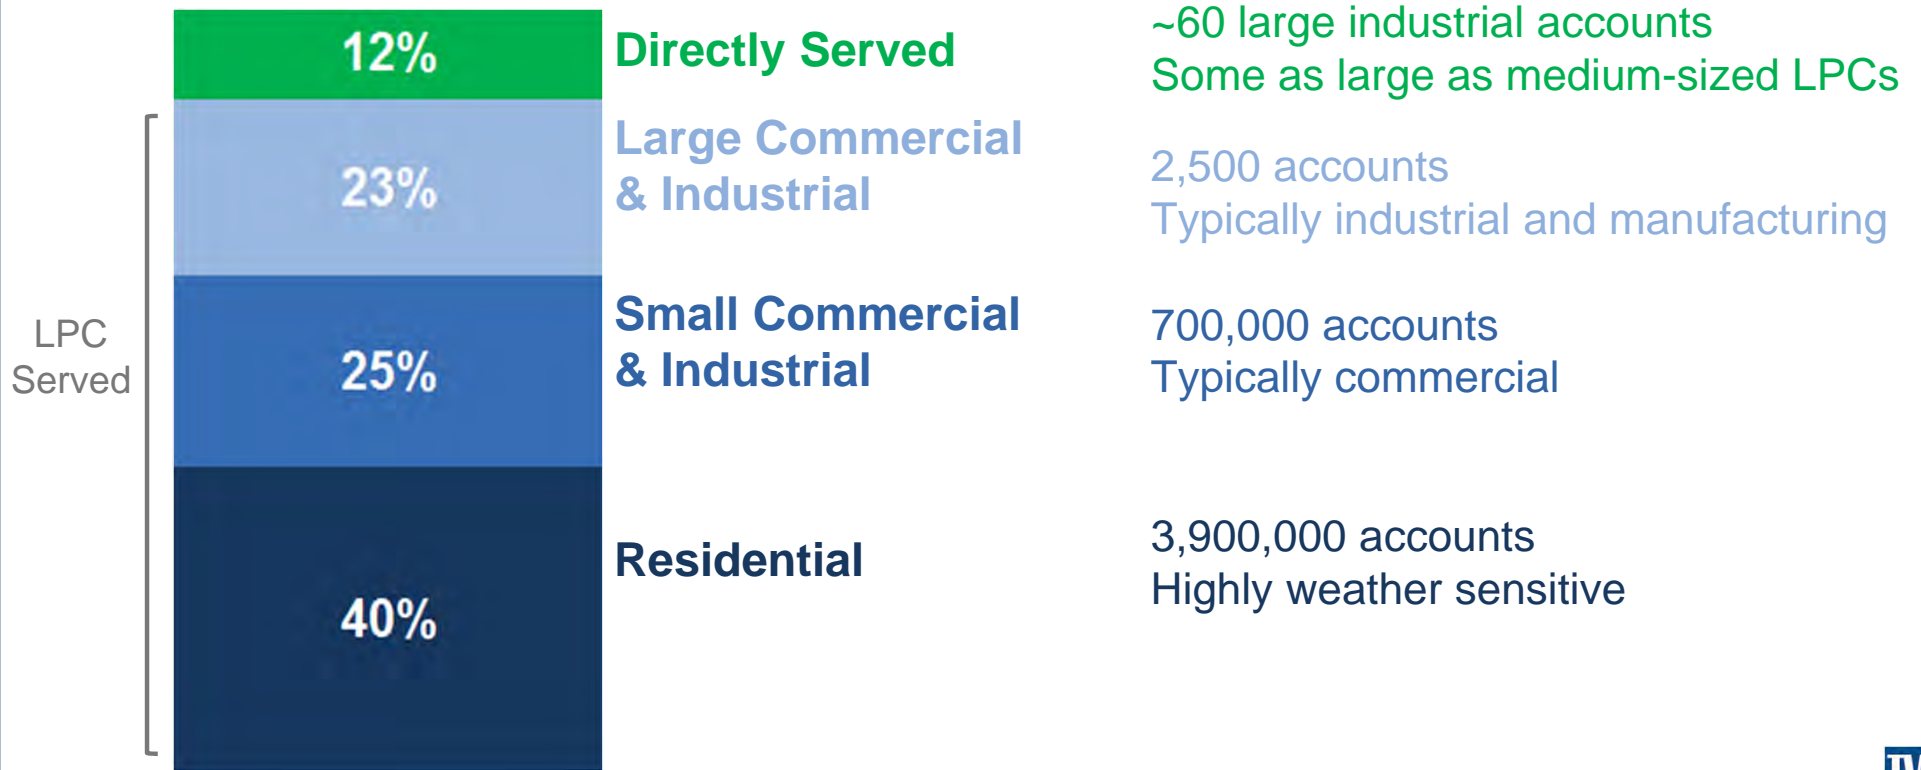 12%
Directly Served
~60 large industrial accounts
Some as large as medium-sized LPCs
23%
Large Commercial
& Industrial
2,500 accounts
Typically industrial and manufacturing
LPC
Served
25%
Small Commercial
& Industrial
700,000 accounts
Typically commercial
40%
Residential
3,900,000 accounts
Highly weather sensitive